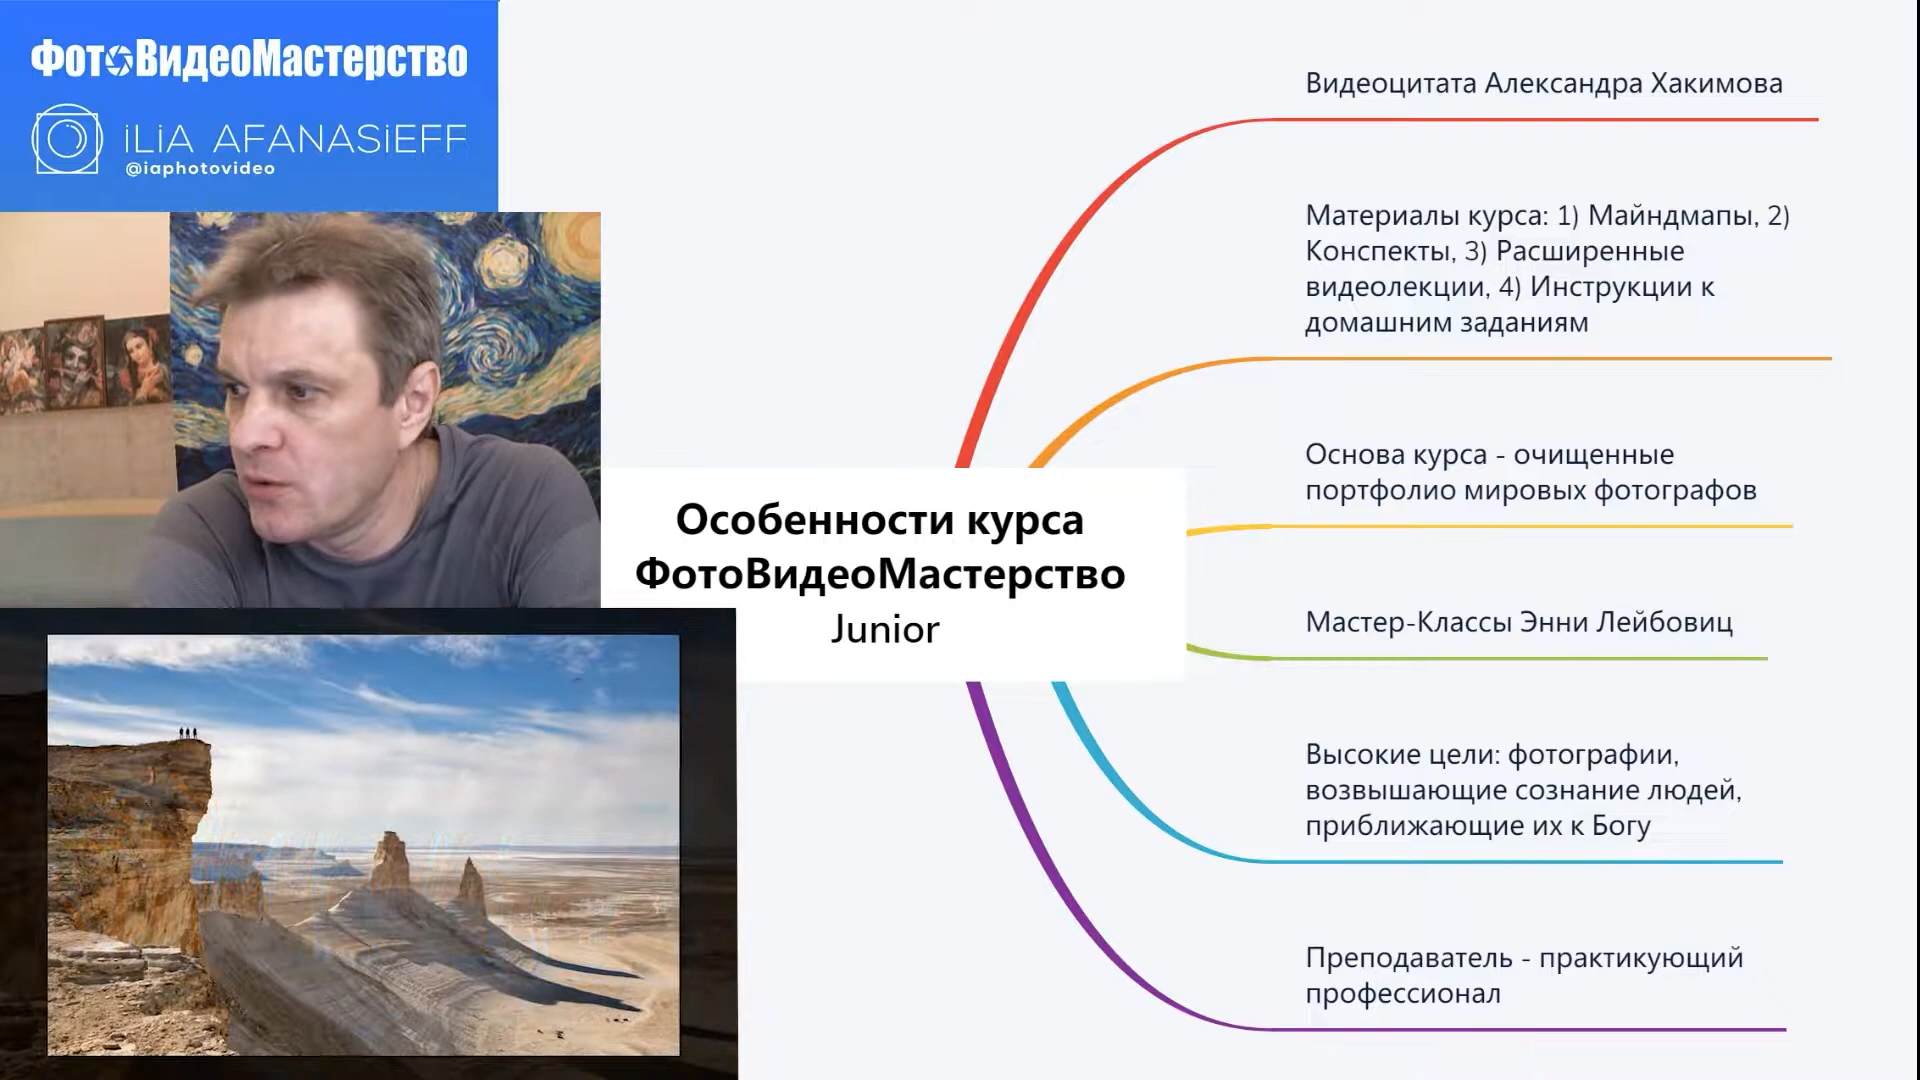 ФотоВидеоМастерство
iLiA AFANASiEFF
@iaphotovideo
Видеоцитата Александра Хакимова
Материалы курса: 1) Майндмапы, 2)
Конспекты, 3) Расширенные
видеолекции, 4) Инструкции к
домашним заданиям
Основа курса - очищенные
портфолио мировых фотографов
Особенности курса
ФотоВидеоМастерство
Junior
Мастер-Классы Энни Лейбовиц
Высокие цели: фотографии,
возвышающие сознание людей,
приближающие их к Богу
Преподаватель - практикующий
профессионал